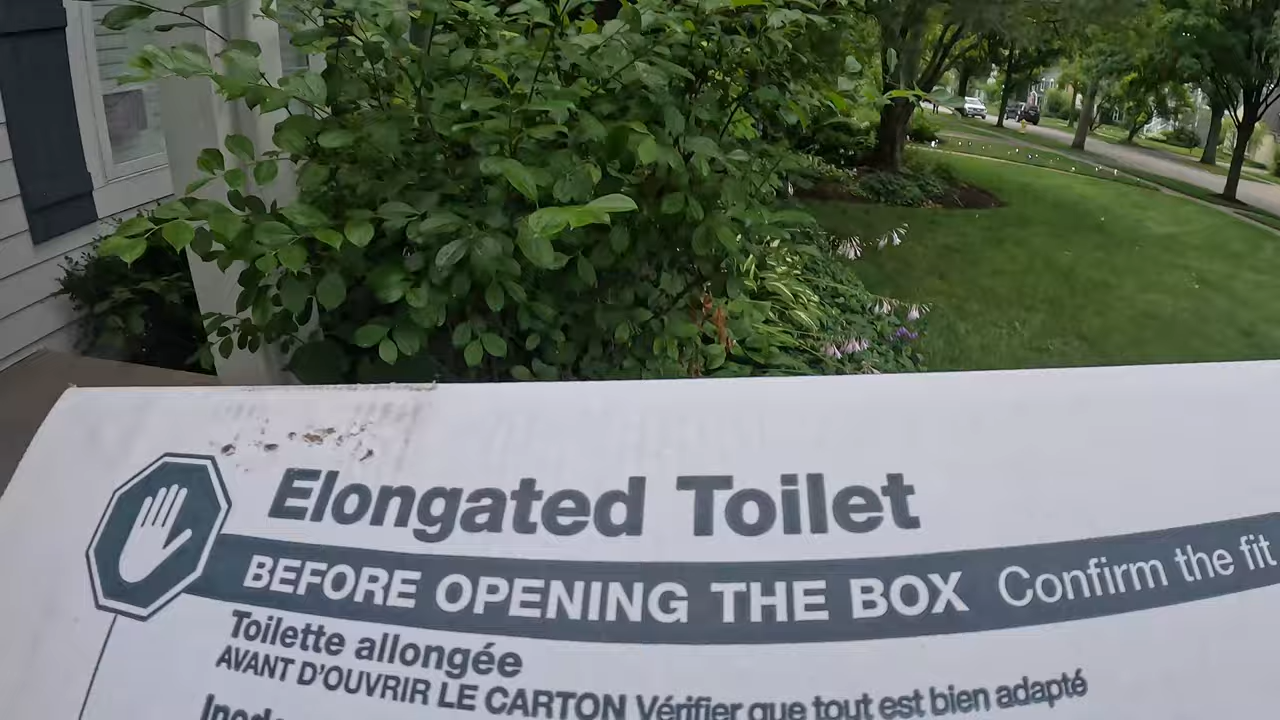 Elongated Toilet
BEFORE OPENING THE BOX Confirm the fit
Toilette allongée
AVANT D'OUVRIR LE CARTON Vérifier que tout est bien adapté